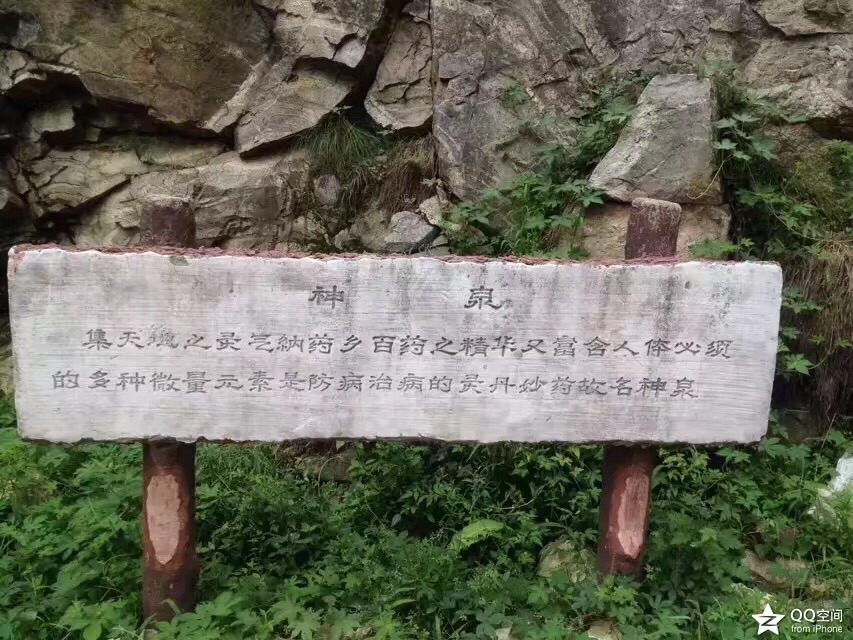 神泉
集天地之灵气纳药乡百药之精华又富含人体必须
的多种微量元素是防病治病的灵丹妙药故名神泉
QQ空间
from iPhone